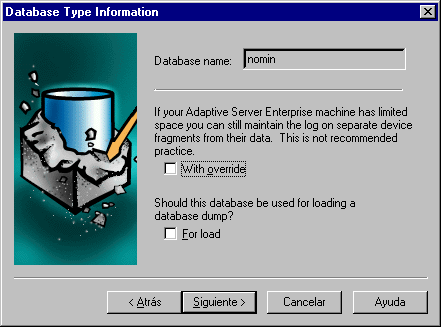 Database Type Information
Database name: nomin
If your Adaptive Server Enterprise machine has limited
space you can still maintain the log on separate device
fragments from their data. This is not recommended
practice.
With override
Should this database be used for loading a
database dump?
For load
< Atrás Siguiente > Cancelar Ayuda